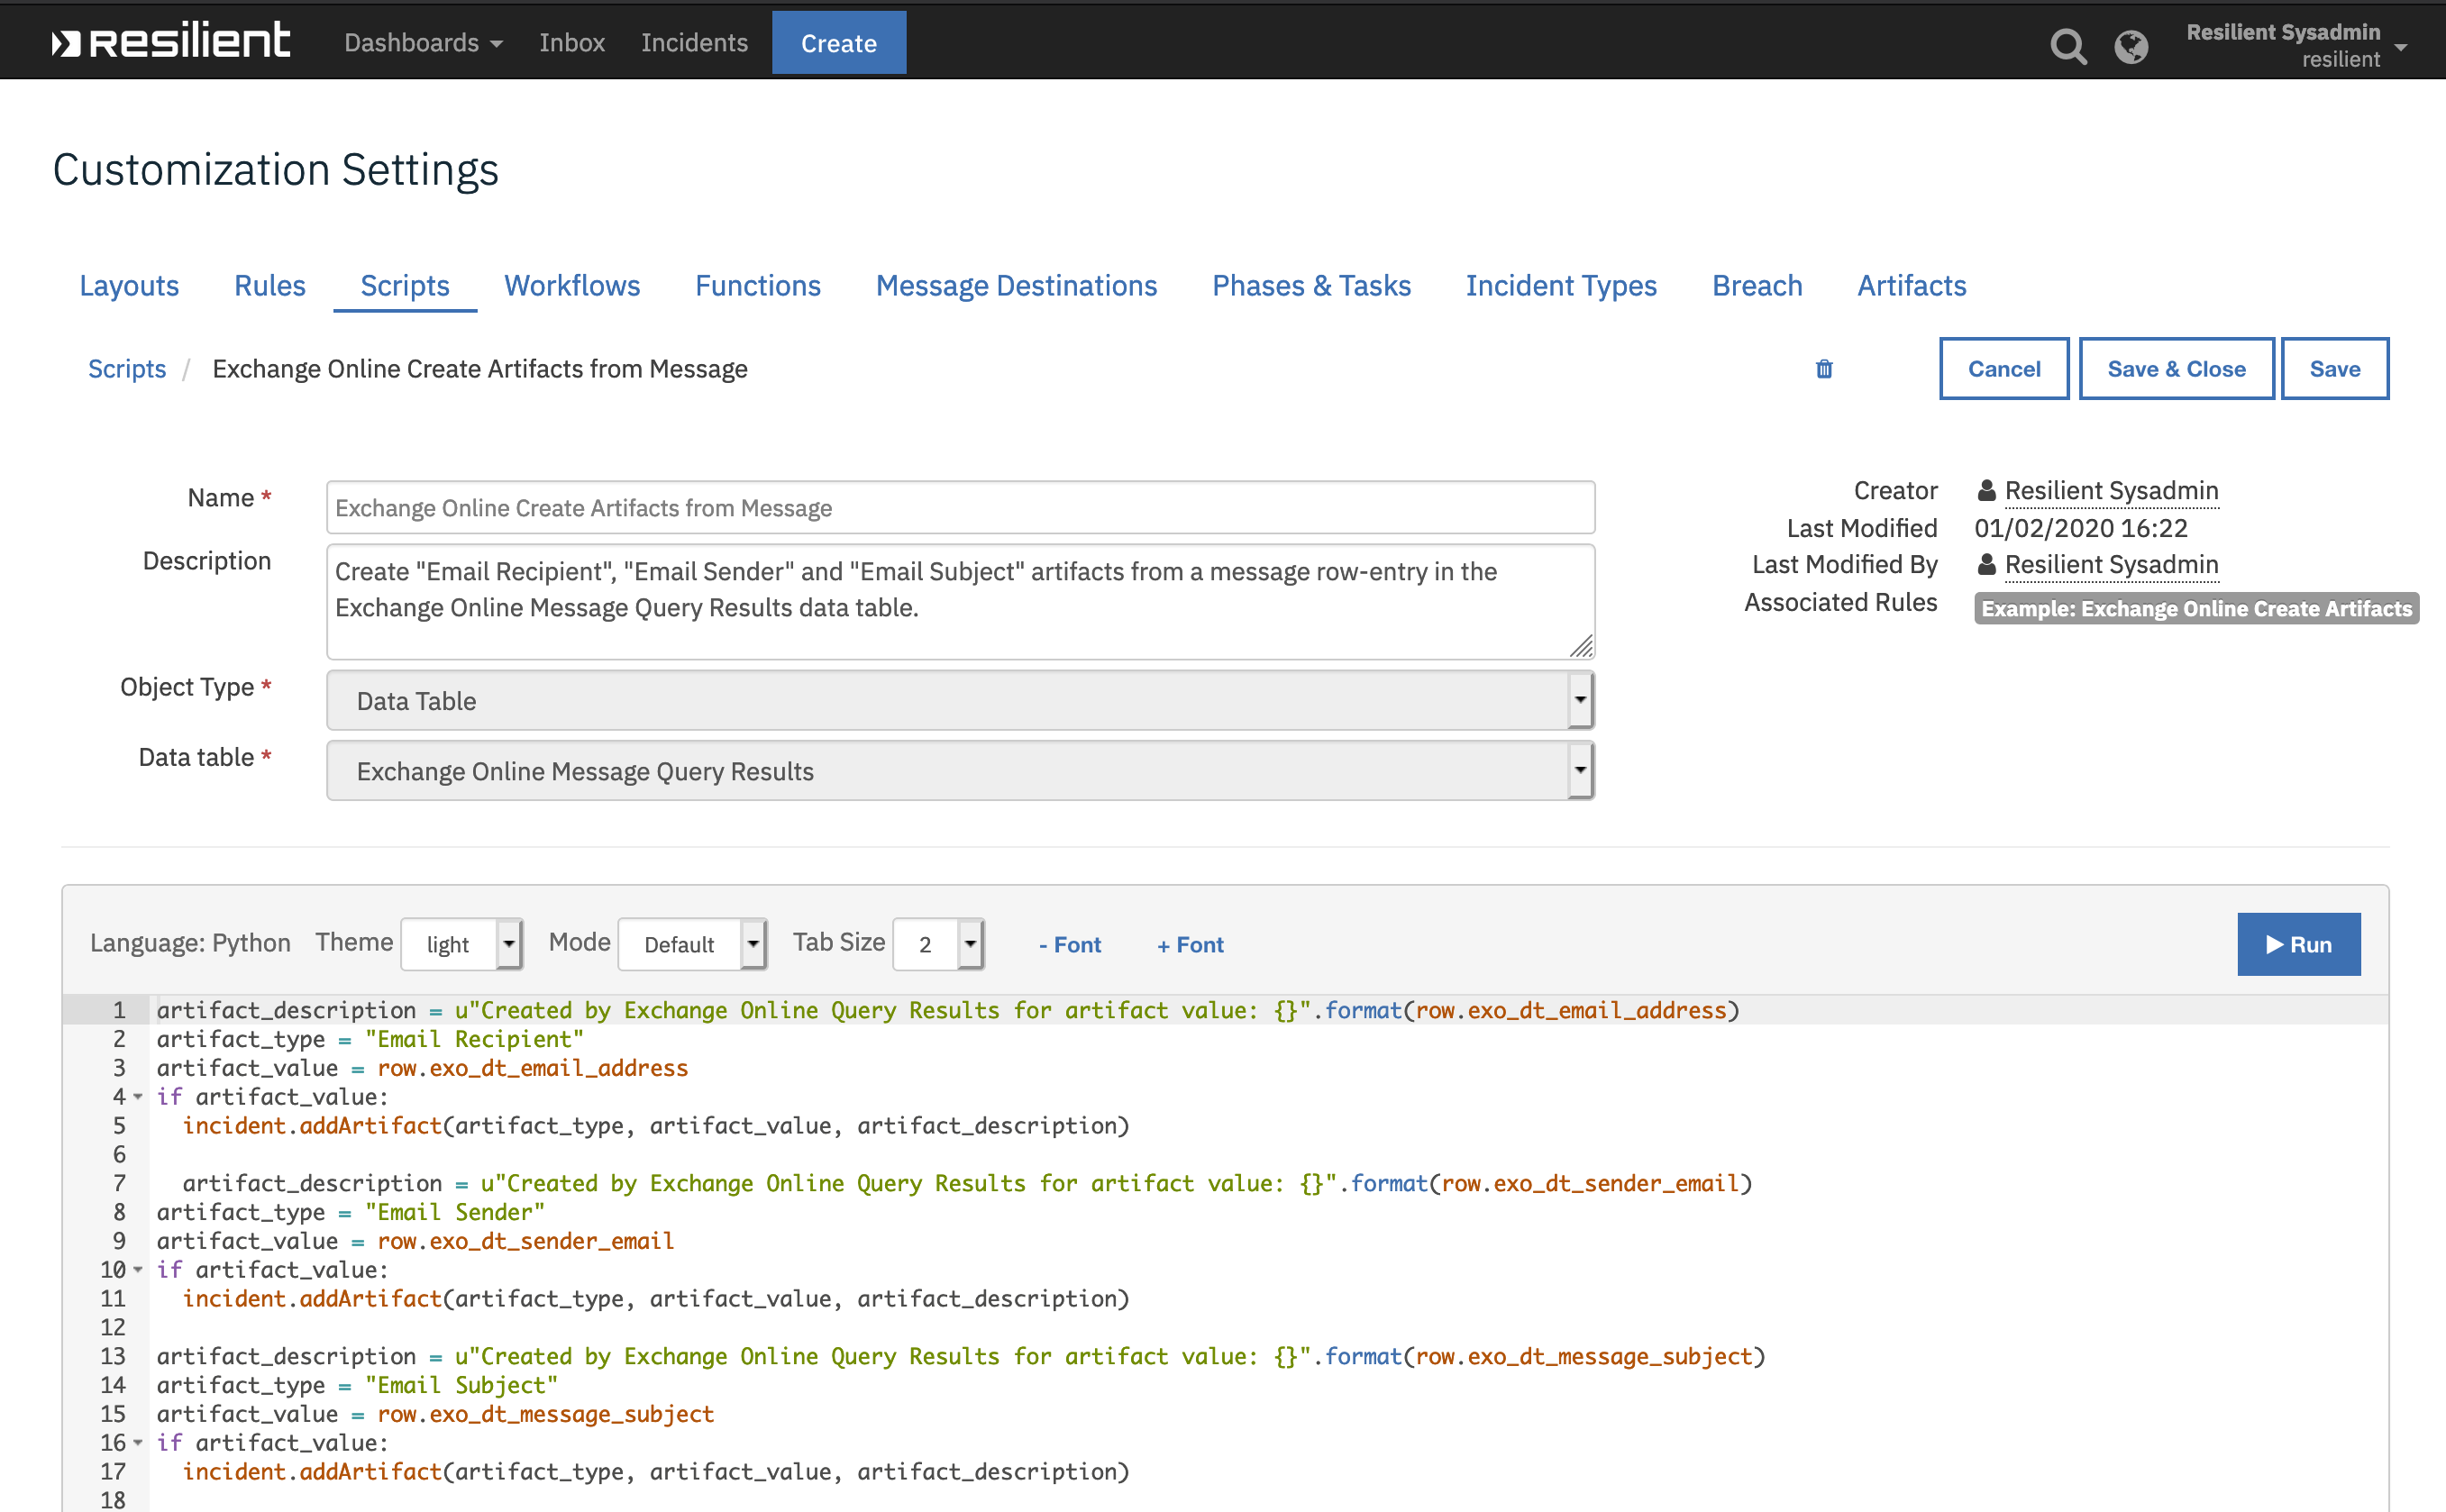 Resilient Dashboards Inbox Incidents Create Resilient Sysadmin
resilient
Customization Settings
Layouts Rules Scripts Workflows Functions Message Destinations Phases & Tasks Incident Types Breach Artifacts
Scripts / Exchange Online Create Artifacts from Message Cancel Save & Close Save
Name * Exchange Online Create Artifacts from Message
Description Create "Email Recipient", "Email Sender" and "Email Subject" artifacts from a message row-entry in the
Exchange Online Message Query Results data table.
Object Type * Data Table
Data table * Exchange Online Message Query Results
Creator Resilient Sysadmin
Last Modified 01/02/2020 16:22
Last Modified By Resilient Sysadmin
Associated Rules Example: Exchange Online Create Artifacts
Language: Python Theme light Mode Default Tab Size 2 - Font + Font Run
1 artifact_description = u"Created by Exchange Online Query Results for artifact value: {}".format(row.exo_dt_email_address)
2 artifact_type = "Email Recipient"
3 artifact_value = row.exo_dt_email_address
4 if artifact_value:
5   incident.addArtifact(artifact_type, artifact_value, artifact_description)
6
7   artifact_description = u"Created by Exchange Online Query Results for artifact value: {}".format(row.exo_dt_sender_email)
8 artifact_type = "Email Sender"
9 artifact_value = row.exo_dt_sender_email
10 if artifact_value:
11   incident.addArtifact(artifact_type, artifact_value, artifact_description)
12
13 artifact_description = u"Created by Exchange Online Query Results for artifact value: {}".format(row.exo_dt_message_subject)
14 artifact_type = "Email Subject"
15 artifact_value = row.exo_dt_message_subject
16 if artifact_value:
17   incident.addArtifact(artifact_type, artifact_value, artifact_description)
18